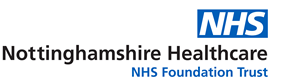 NHS
Nottinghamshire Healthcare
NHS Foundation Trust